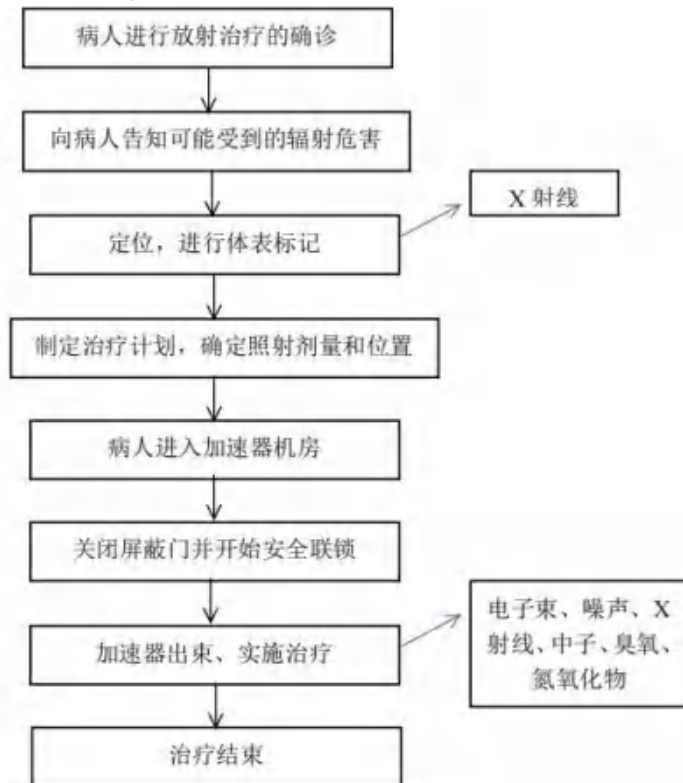 病人进行放射治疗的确诊
向病人告知可能受到的辐射危害
X 射线
定位，进行体表标记
制定治疗计划，确定照射剂量和位置
病人进入加速器机房
关闭屏蔽门并开始安全联锁
电子束、噪声、X
射线、中子、臭氧、
氮氧化物
加速器出束、实施治疗
治疗结束